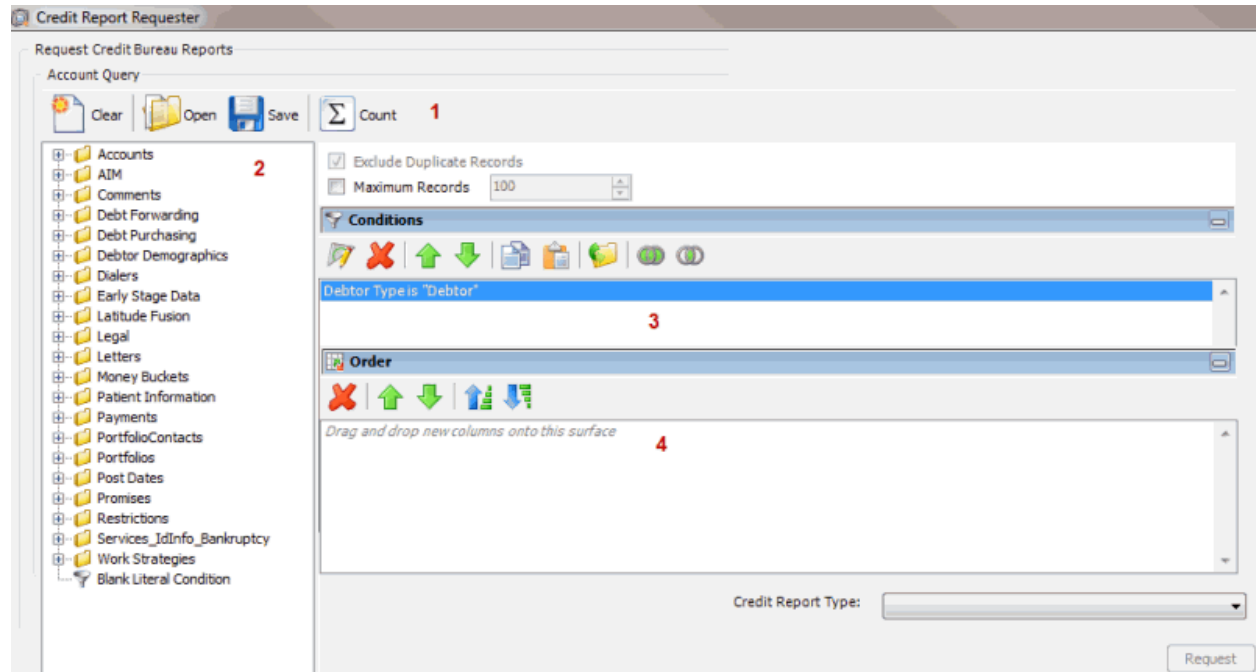 Credit Report Requester
Request Credit Bureau Reports
Account Query
Clear Open Save Count 1
2
Accounts
AIM
Comments
Debt Forwarding
Debt Purchasing
Debtor Demographics
Dialers
Early Stage Data
Latitude Fusion
Legal
Letters
Money Buckets
Patient Information
Payments
PortfolioContacts
Portfolios
Post Dates
Promises
Restrictions
Services_IdInfo_Bankruptcy
Work Strategies
Blank Literal Condition
Exclude Duplicate Records
Maximum Records 100
Conditions
Debtor Type is "Debtor"
3
Order
Drag and drop new columns onto this surface
4
Credit Report Type:
Request